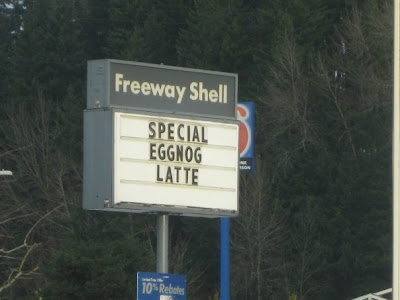 Freeway Shell
SPECIAL
EGGNOG
LATTE
10% Rebates